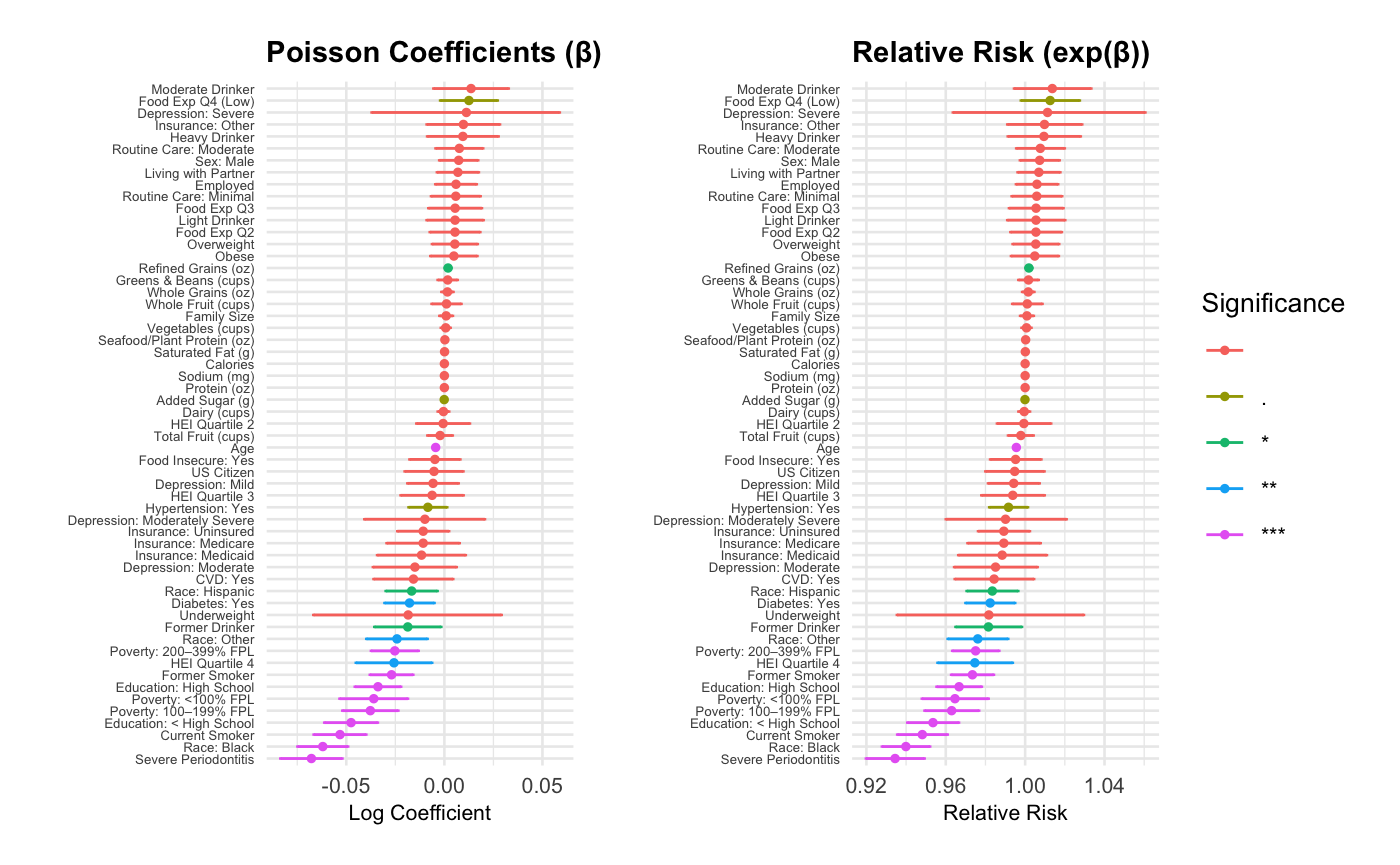 Poisson Coefficients (β)
Moderate Drinker
Food Exp Q4 (Low)
Depression: Severe
Insurance: Other
Heavy Drinker
Routine Care: Moderate
Sex: Male
Living with Partner
Employed
Routine Care: Minimal
Food Exp Q3
Light Drinker
Food Exp Q2
Overweight
Obese
Refined Grains (oz)
Greens & Beans (cups)
Whole Grains (oz)
Whole Fruit (cups)
Family Size
Vegetables (cups)
Seafood/Plant Protein (oz)
Saturated Fat (g)
Calories
Sodium (mg)
Protein (oz)
Added Sugar (g)
Dairy (cups)
HEI Quartile 2
Total Fruit (cups)
Age
Food Insecure: Yes
US Citizen
Depression: Mild
HEI Quartile 3
Hypertension: Yes
Depression: Moderately Severe
Insurance: Uninsured
Insurance: Medicare
Insurance: Medicaid
Depression: Moderate
CVD: Yes
Race: Hispanic
Diabetes: Yes
Underweight
Former Drinker
Race: Other
Poverty: 200–399% FPL
HEI Quartile 4
Former Smoker
Education: High School
Poverty: <100% FPL
Poverty: 100–199% FPL
Education: < High School
Current Smoker
Race: Black
Severe Periodontitis
-0.05 0.00 0.05
Log Coefficient
Relative Risk (exp(β))
Moderate Drinker
Food Exp Q4 (Low)
Depression: Severe
Insurance: Other
Heavy Drinker
Routine Care: Moderate
Sex: Male
Living with Partner
Employed
Routine Care: Minimal
Food Exp Q3
Light Drinker
Food Exp Q2
Overweight
Obese
Refined Grains (oz)
Greens & Beans (cups)
Whole Grains (oz)
Whole Fruit (cups)
Family Size
Vegetables (cups)
Seafood/Plant Protein (oz)
Saturated Fat (g)
Calories
Sodium (mg)
Protein (oz)
Added Sugar (g)
Dairy (cups)
HEI Quartile 2
Total Fruit (cups)
Age
Food Insecure: Yes
US Citizen
Depression: Mild
HEI Quartile 3
Hypertension: Yes
Depression: Moderately Severe
Insurance: Uninsured
Insurance: Medicare
Insurance: Medicaid
Depression: Moderate
CVD: Yes
Race: Hispanic
Diabetes: Yes
Underweight
Former Drinker
Race: Other
Poverty: 200–399% FPL
HEI Quartile 4
Former Smoker
Education: High School
Poverty: <100% FPL
Poverty: 100–199% FPL
Education: < High School
Current Smoker
Race: Black
Severe Periodontitis
0.92 0.96 1.00 1.04
Relative Risk
Significance
.
*
**
***